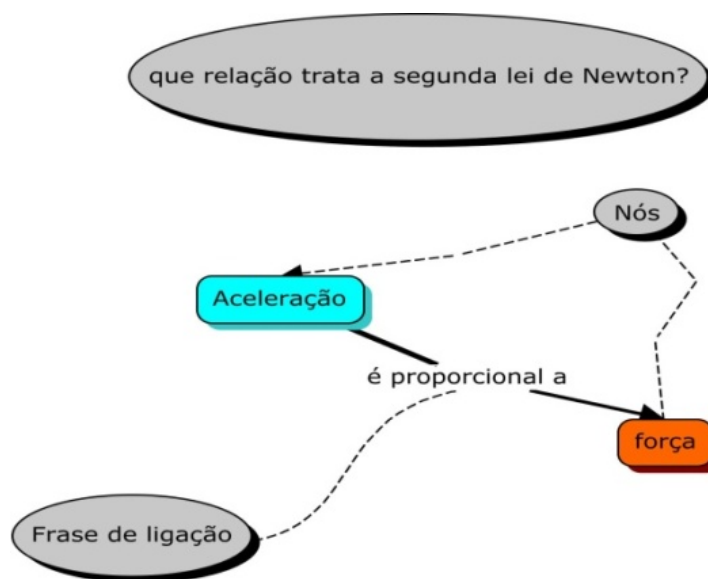 que relação trata a segunda lei de Newton?
Nós
Aceleração
é proporcional a
força
Frase de ligação